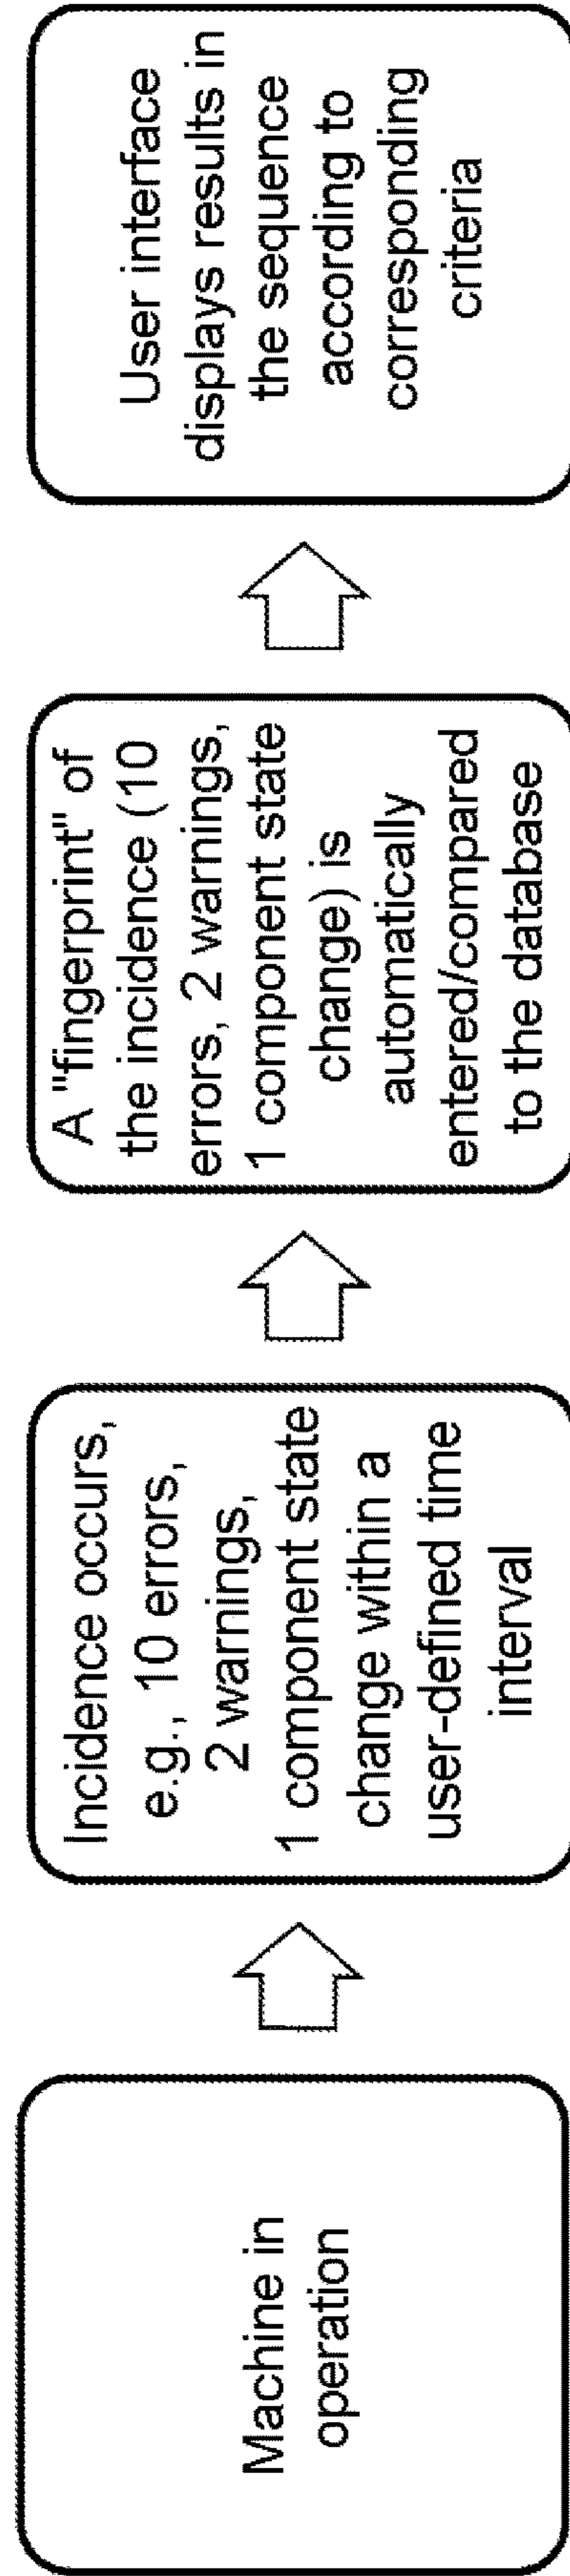 Machine in
operation
Incidence occurs,
e.g., 10 errors,
2 warnings,
1 component state
change within a
user-defined time
interval
A "fingerprint" of
the incidence (10
errors, 2 warnings,
1 component state
change) is
automatically
entered/compared
to the database
User interface
displays results in
the sequence
according to
corresponding
criteria